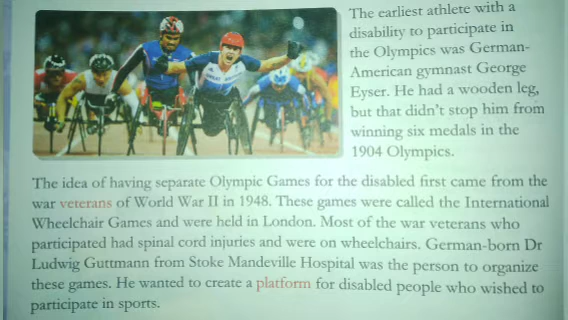 The earliest athlete with a
disability to participate in
the Olympics was German-
American gymnast George
Eyser. He had a wooden leg,
but that didn't stop him from
winning six medals in the
1904 Olympics.
The idea of having separate Olympic Games for the disabled first came from the
war veterans of World War II in 1948. These games were called the International
Wheelchair Games and were held in London. Most of the war veterans who
participated had spinal cord injuries and were on wheelchairs. German-born Dr
Ludwig Guttmann from Stoke Mandeville Hospital was the person to organize
these games. He wanted to create a platform for disabled people who wished to
participate in sports.